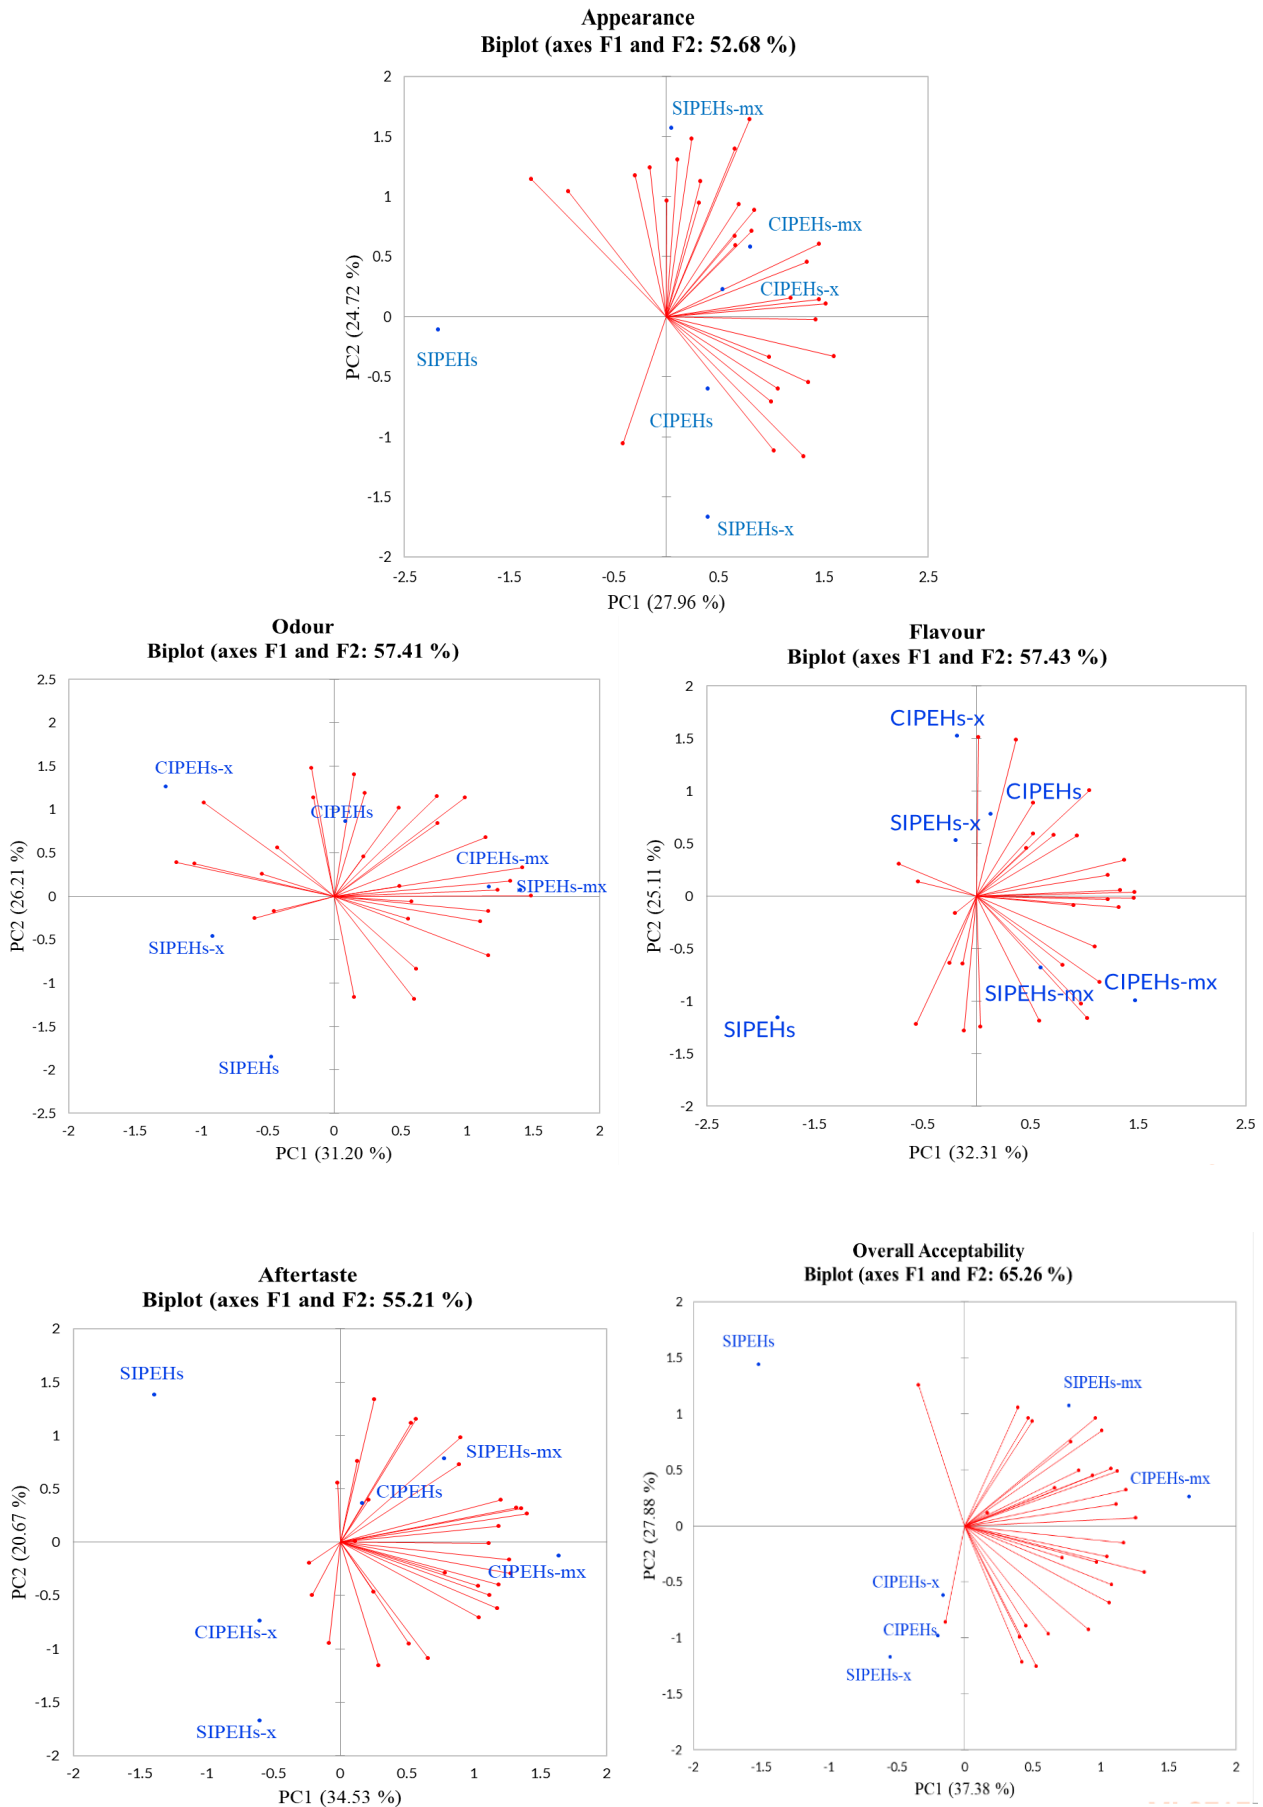 Appearance
Biplot (axes F1 and F2: 52.68 %)
2
1.5
1
0.5
0
-0.5
-1
-1.5
-2
PC2 (24.72 %)
SIPEHs-mx
CIPEHs-mx
CIPEHs-x
SIPEHs
CIPEHs
SIPEHs-x
-2.5 -1.5 -0.5 0.5 1.5 2.5
PC1 (27.96 %)
Odour
Biplot (axes F1 and F2: 57.41 %)
2.5
2
1.5
1
0.5
0
-0.5
-1
-1.5
-2
-2.5
PC2 (26.21 %)
CIPEHs-x
CIPEHs
CIPEHs-mx
SIPEHs-mx
SIPEHs-x
SIPEHs
-2 -1.5 -1 -0.5 0 0.5 1 1.5 2
PC1 (31.20 %)
Flavour
Biplot (axes F1 and F2: 57.43 %)
2
1.5
1
0.5
0
-0.5
-1
-1.5
-2
PC2 (25.11 %)
CIPEHs-x
CIPEHs
SIPEHs-x
CIPEHs-mx
SIPEHs-mx
SIPEHs
-2.5 -1.5 -0.5 0.5 1.5 2.5
PC1 (32.31 %)
Aftertaste
Biplot (axes F1 and F2: 55.21 %)
2
1.5
1
0.5
0
-0.5
-1
-1.5
-2
PC2 (20.67 %)
SIPEHs
SIPEHs-mx
CIPEHs
CIPEHs-mx
CIPEHs-x
SIPEHs-x
-2 -1.5 -1 -0.5 0 0.5 1 1.5 2
PC1 (34.53 %)
Overall Acceptability
Biplot (axes F1 and F2: 65.26 %)
2
1.5
1
0.5
0
-0.5
-1
-1.5
-2
PC2 (27.88 %)
SIPEHs
SIPEHs-mx
CIPEHs-mx
CIPEHs-x
CIPEHs
SIPEHs-x
-2 -1.5 -1 -0.5 0 0.5 1 1.5 2
PC1 (37.38 %)